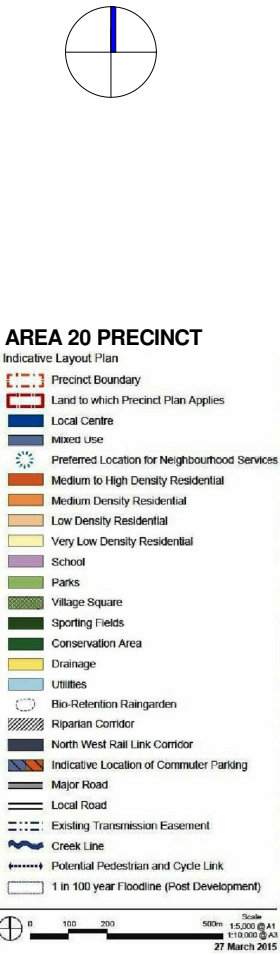 AREA 20 PRECINCT
Indicative Layout Plan
Precinct Boundary
Land to which Precinct Plan Applies
Local Centre
Mixed Use
Preferred Location for Neighbourhood Services
Medium to High Density Residential
Medium Density Residential
Low Density Residential
Very Low Density Residential
School
Parks
Village Square
Sporting Fields
Conservation Area
Drainage
Utilities
Bio-Retention Raingarden
Riparian Corridor
North West Rail Link Corridor
Indicative Location of Commuter Parking
Major Road
Local Road
Existing Transmission Easement
Creek Line
Potential Pedestrian and Cycle Link
1 in 100 year Floodline (Post Development)
Scale
0 100 200 500m 1:5,000 @ A1
1:10,000 @ A3
27 March 2015